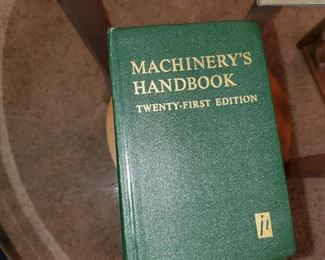 MACHINERY'S
HANDBOOK
TWENTY-FIRST EDITION